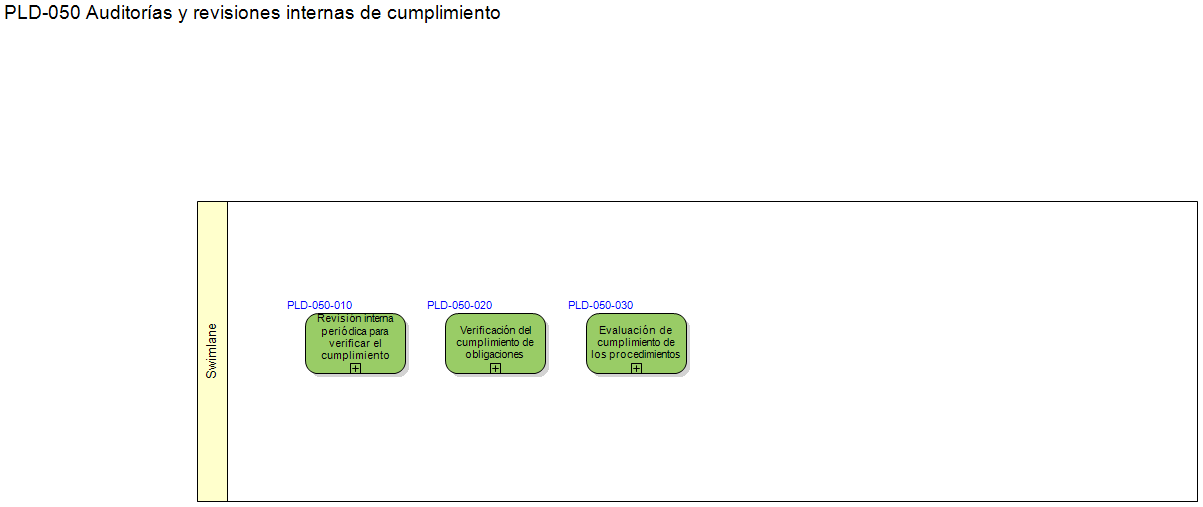 PLD-050 Auditorías y revisiones internas de cumplimiento
Swimlane
PLD-050-010
Revisión interna
periódica para
verificar el
cumplimiento
PLD-050-020
Verificación del
cumplimiento de
obligaciones
PLD-050-030
Evaluación de
cumplimiento de
los procedimientos